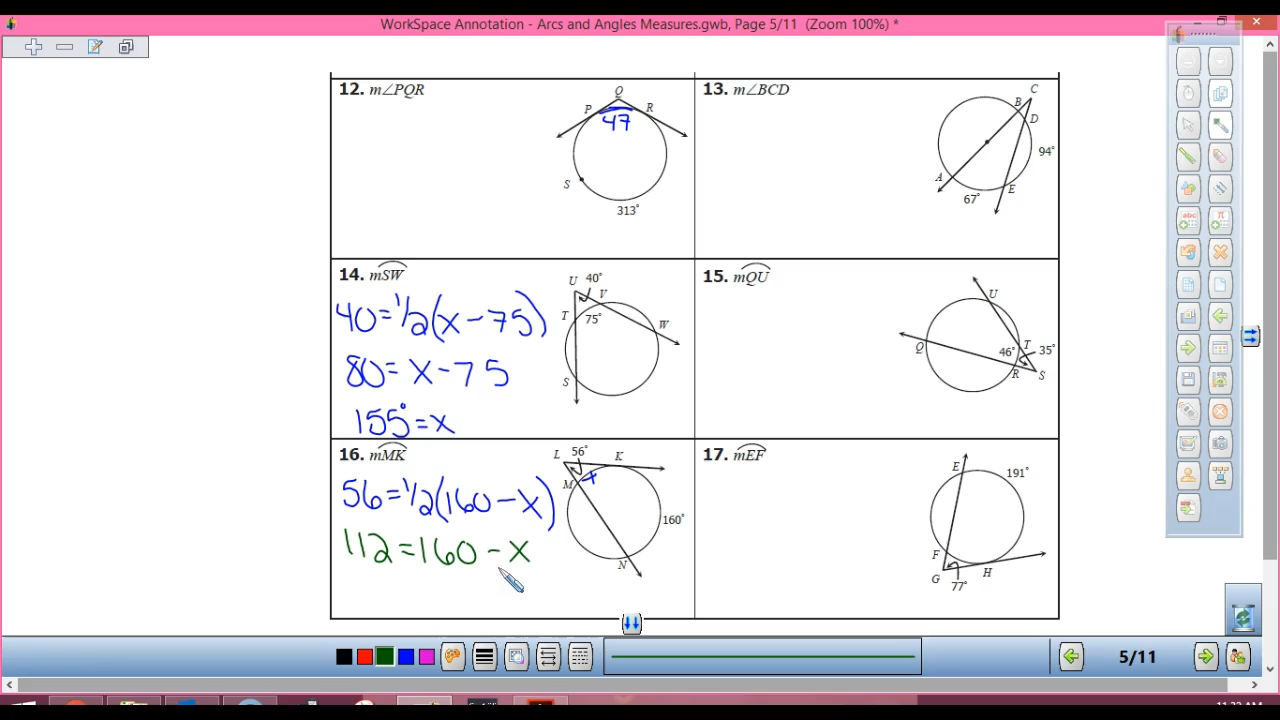 WorkSpace Annotation - Arcs and Angles Measures.gwb, Page 5/11 (Zoom 100%) *
12. m∠PQR
Q
P
R
47
S
313°
13. m∠BCD
C
B
D
94°
A
E
67°
14. mSW
40=1/2(x-75)
80= x-75
155°=x
U
40°
V
T
75°
W
S
15. mQU
U
Q
46°
T
35°
R
S
16. mMK
56=1/2(160-x)
112=160-x
L
56°
K
M
x
160°
N
17. mEF
E
191°
F
G
H
77°
abc
π
5/11